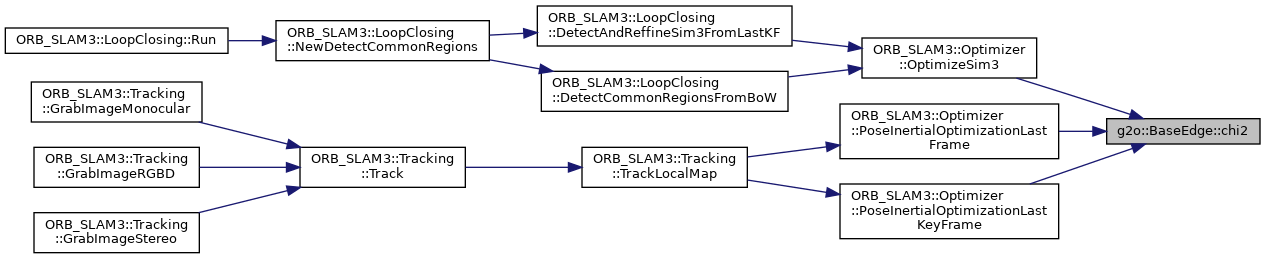 ORB_SLAM3::LoopClosing::Run
ORB_SLAM3::LoopClosing
::NewDetectCommonRegions
ORB_SLAM3::LoopClosing
::DetectAndReffineSim3FromLastKF
ORB_SLAM3::LoopClosing
::DetectCommonRegionsFromBoW
ORB_SLAM3::Optimizer
::OptimizeSim3
g2o::BaseEdge::chi2
ORB_SLAM3::Tracking
::GrabImageMonocular
ORB_SLAM3::Tracking
::GrabImageRGBD
ORB_SLAM3::Tracking
::GrabImageStereo
ORB_SLAM3::Tracking
::Track
ORB_SLAM3::Tracking
::TrackLocalMap
ORB_SLAM3::Optimizer
::PoseInertialOptimizationLast
Frame
ORB_SLAM3::Optimizer
::PoseInertialOptimizationLast
KeyFrame